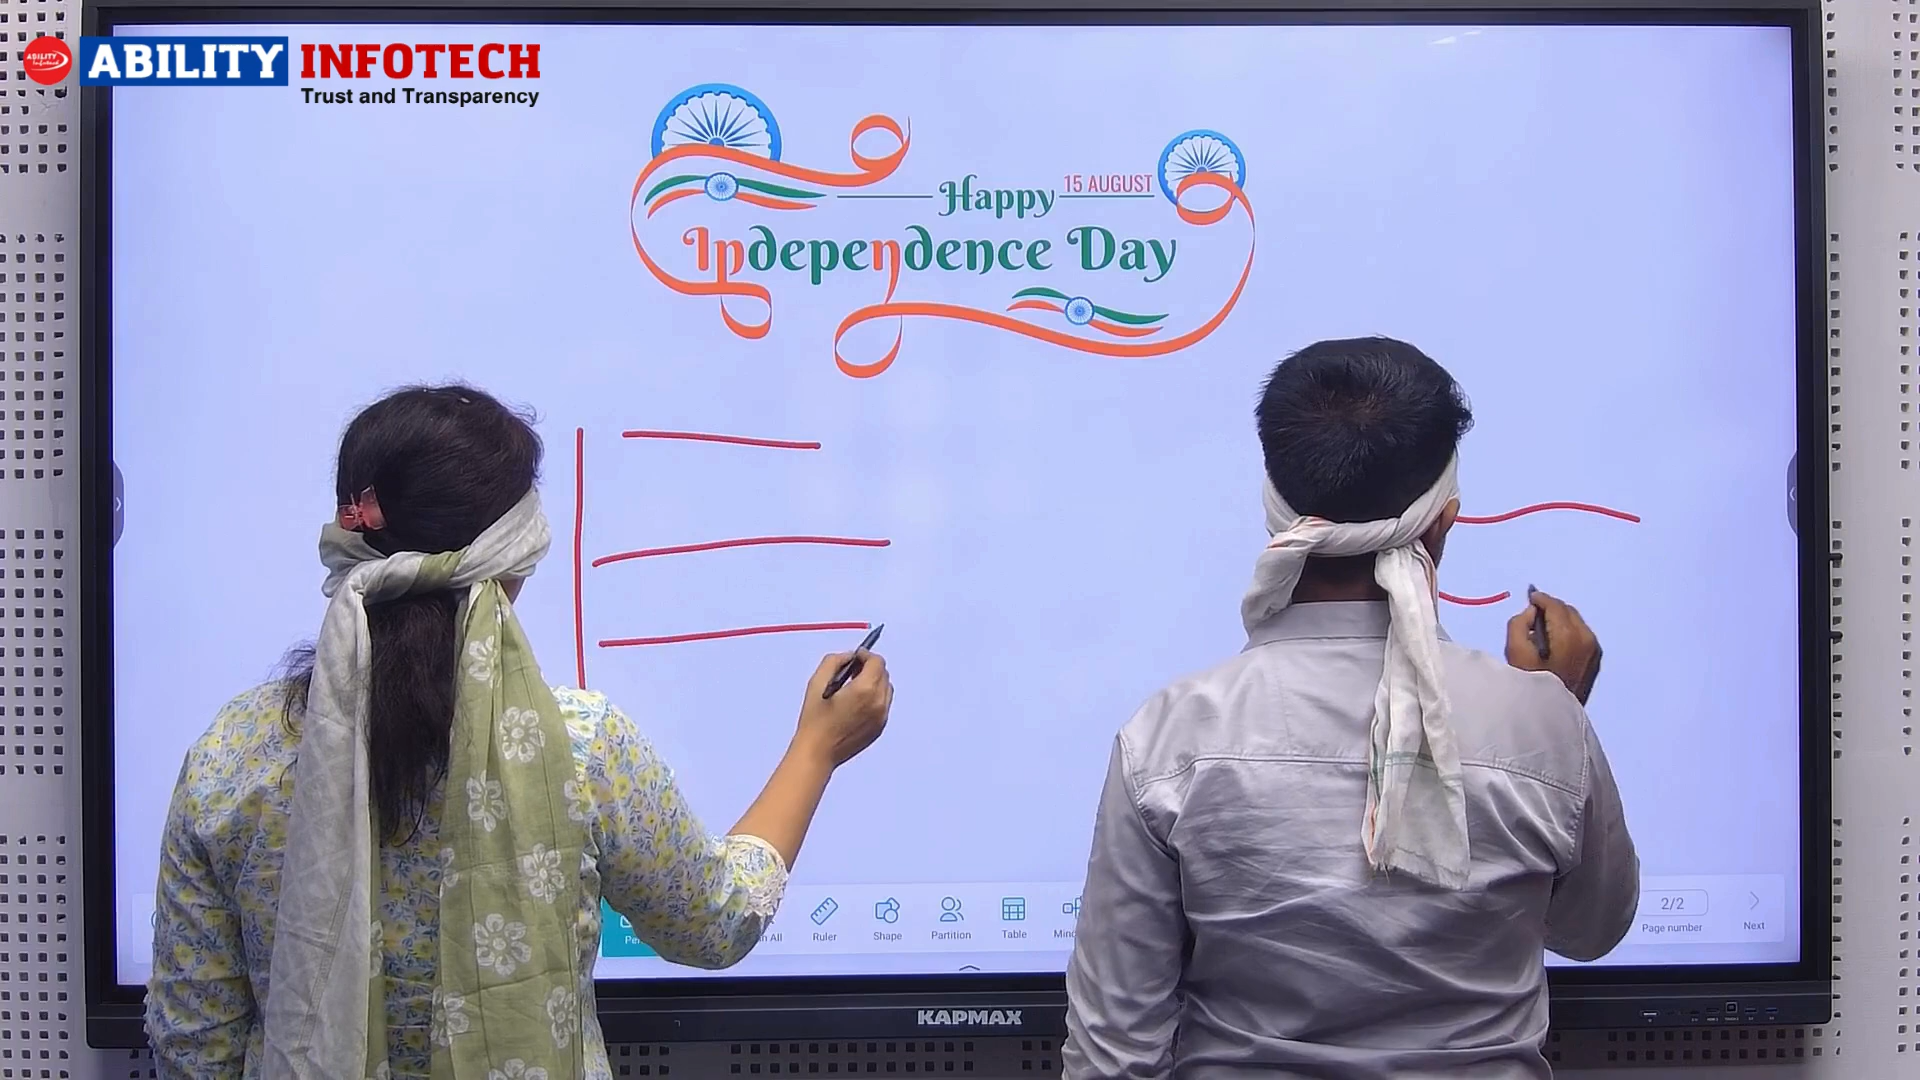 ABILITY INFOTECH
Trust and Transparency
Happy 15 AUGUST
Independence Day
Ruler
Shape
Partition
Table
2/2
Page number
Next
KAPMAX